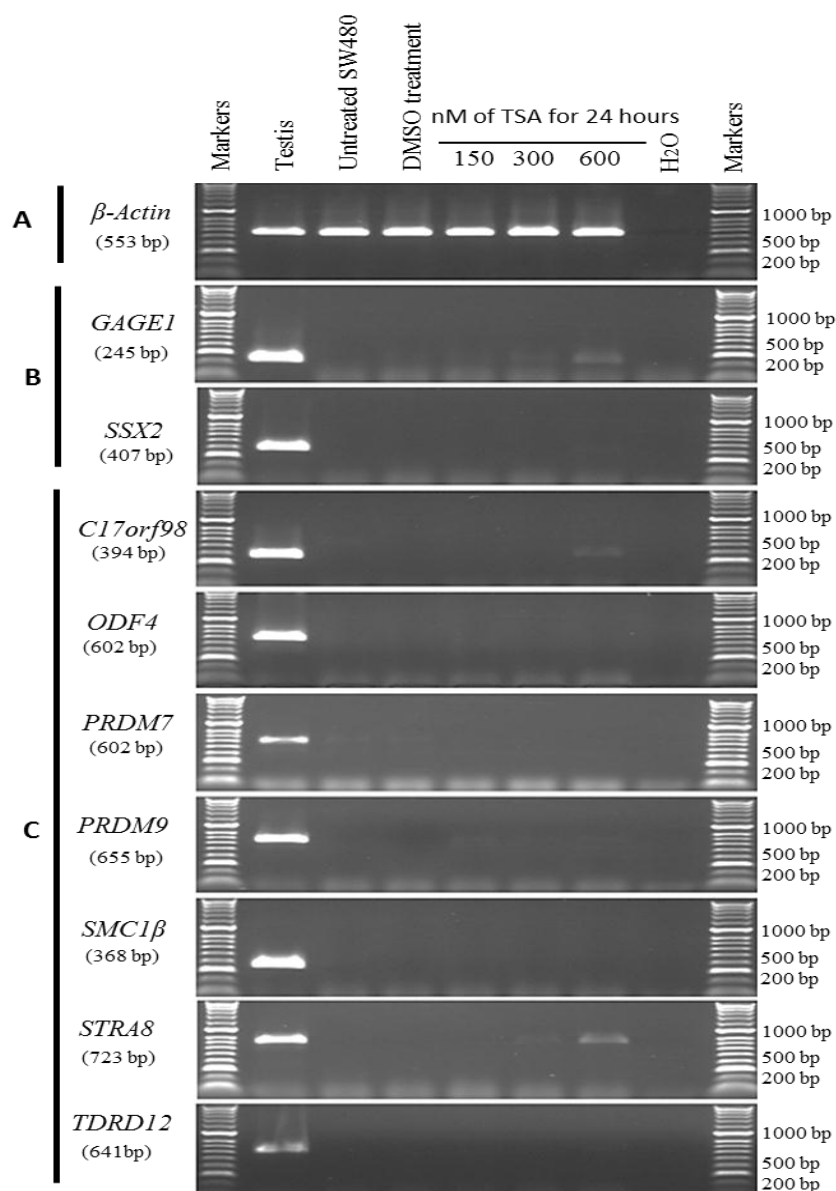 Markers
Testis
Untreated SW480
DMSO treatment
nM of TSA for 24 hours
150 300 600
H2O
Markers
A
β-Actin
(553 bp)
1000 bp
500 bp
200 bp
B
GAGE1
(245 bp)
1000 bp
500 bp
200 bp
SSX2
(407 bp)
1000 bp
500 bp
200 bp
C
C17orf98
(394 bp)
1000 bp
500 bp
200 bp
ODF4
(602 bp)
1000 bp
500 bp
200 bp
PRDM7
(602 bp)
1000 bp
500 bp
200 bp
PRDM9
(655 bp)
1000 bp
500 bp
200 bp
SMC1β
(368 bp)
1000 bp
500 bp
200 bp
STRA8
(723 bp)
1000 bp
500 bp
200 bp
TDRD12
(641bp)
1000 bp
500 bp
200 bp